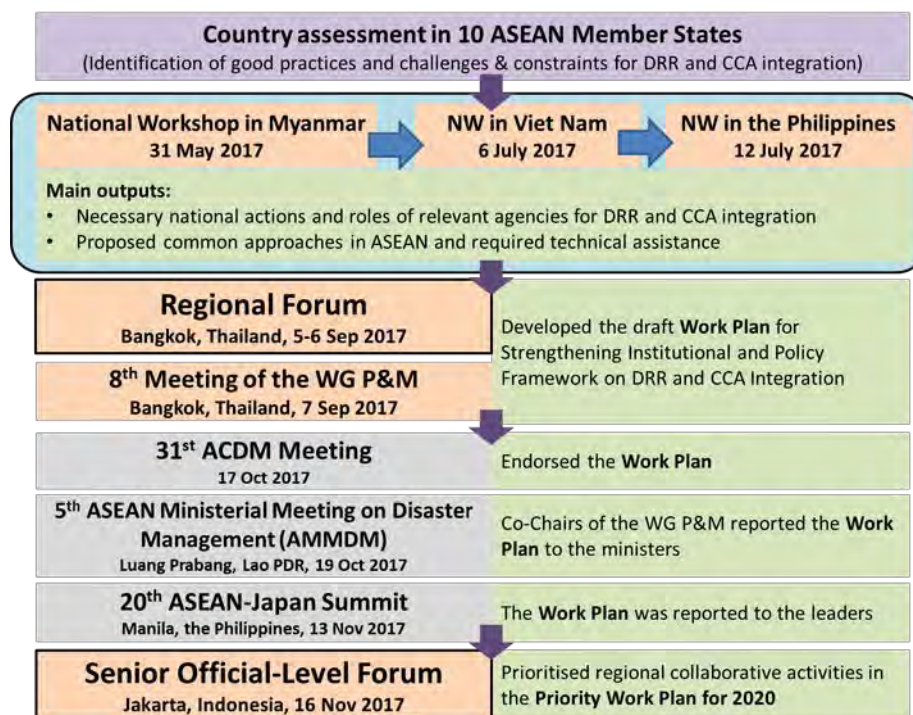 Country assessment in 10 ASEAN Member States
(Identification of good practices and challenges & constraints for DRR and CCA integration)
National Workshop in Myanmar
31 May 2017
NW in Viet Nam
6 July 2017
NW in the Philippines
12 July 2017
Main outputs:
• Necessary national actions and roles of relevant agencies for DRR and CCA integration
• Proposed common approaches in ASEAN and required technical assistance
Regional Forum
Bangkok, Thailand, 5-6 Sep 2017
8th Meeting of the WG P&M
Bangkok, Thailand, 7 Sep 2017
Developed the draft Work Plan for
Strengthening Institutional and Policy
Framework on DRR and CCA Integration
31st ACDM Meeting
17 Oct 2017
Endorsed the Work Plan
5th ASEAN Ministerial Meeting on Disaster
Management (AMMDM)
Luang Prabang, Lao PDR, 19 Oct 2017
Co-Chairs of the WG P&M reported the Work
Plan to the ministers
20th ASEAN-Japan Summit
Manila, the Philippines, 13 Nov 2017
The Work Plan was reported to the leaders
Senior Official-Level Forum
Jakarta, Indonesia, 16 Nov 2017
Prioritised regional collaborative activities in
the Priority Work Plan for 2020